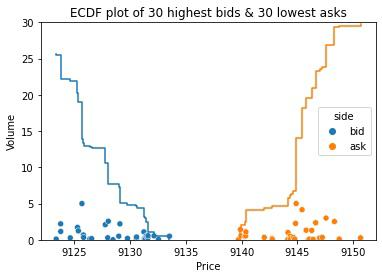 ECDF plot of 30 highest bids & 30 lowest asks
30
25
20
15
10
5
0
Volume
side
bid
ask
9125 9130 9135 9140 9145 9150
Price